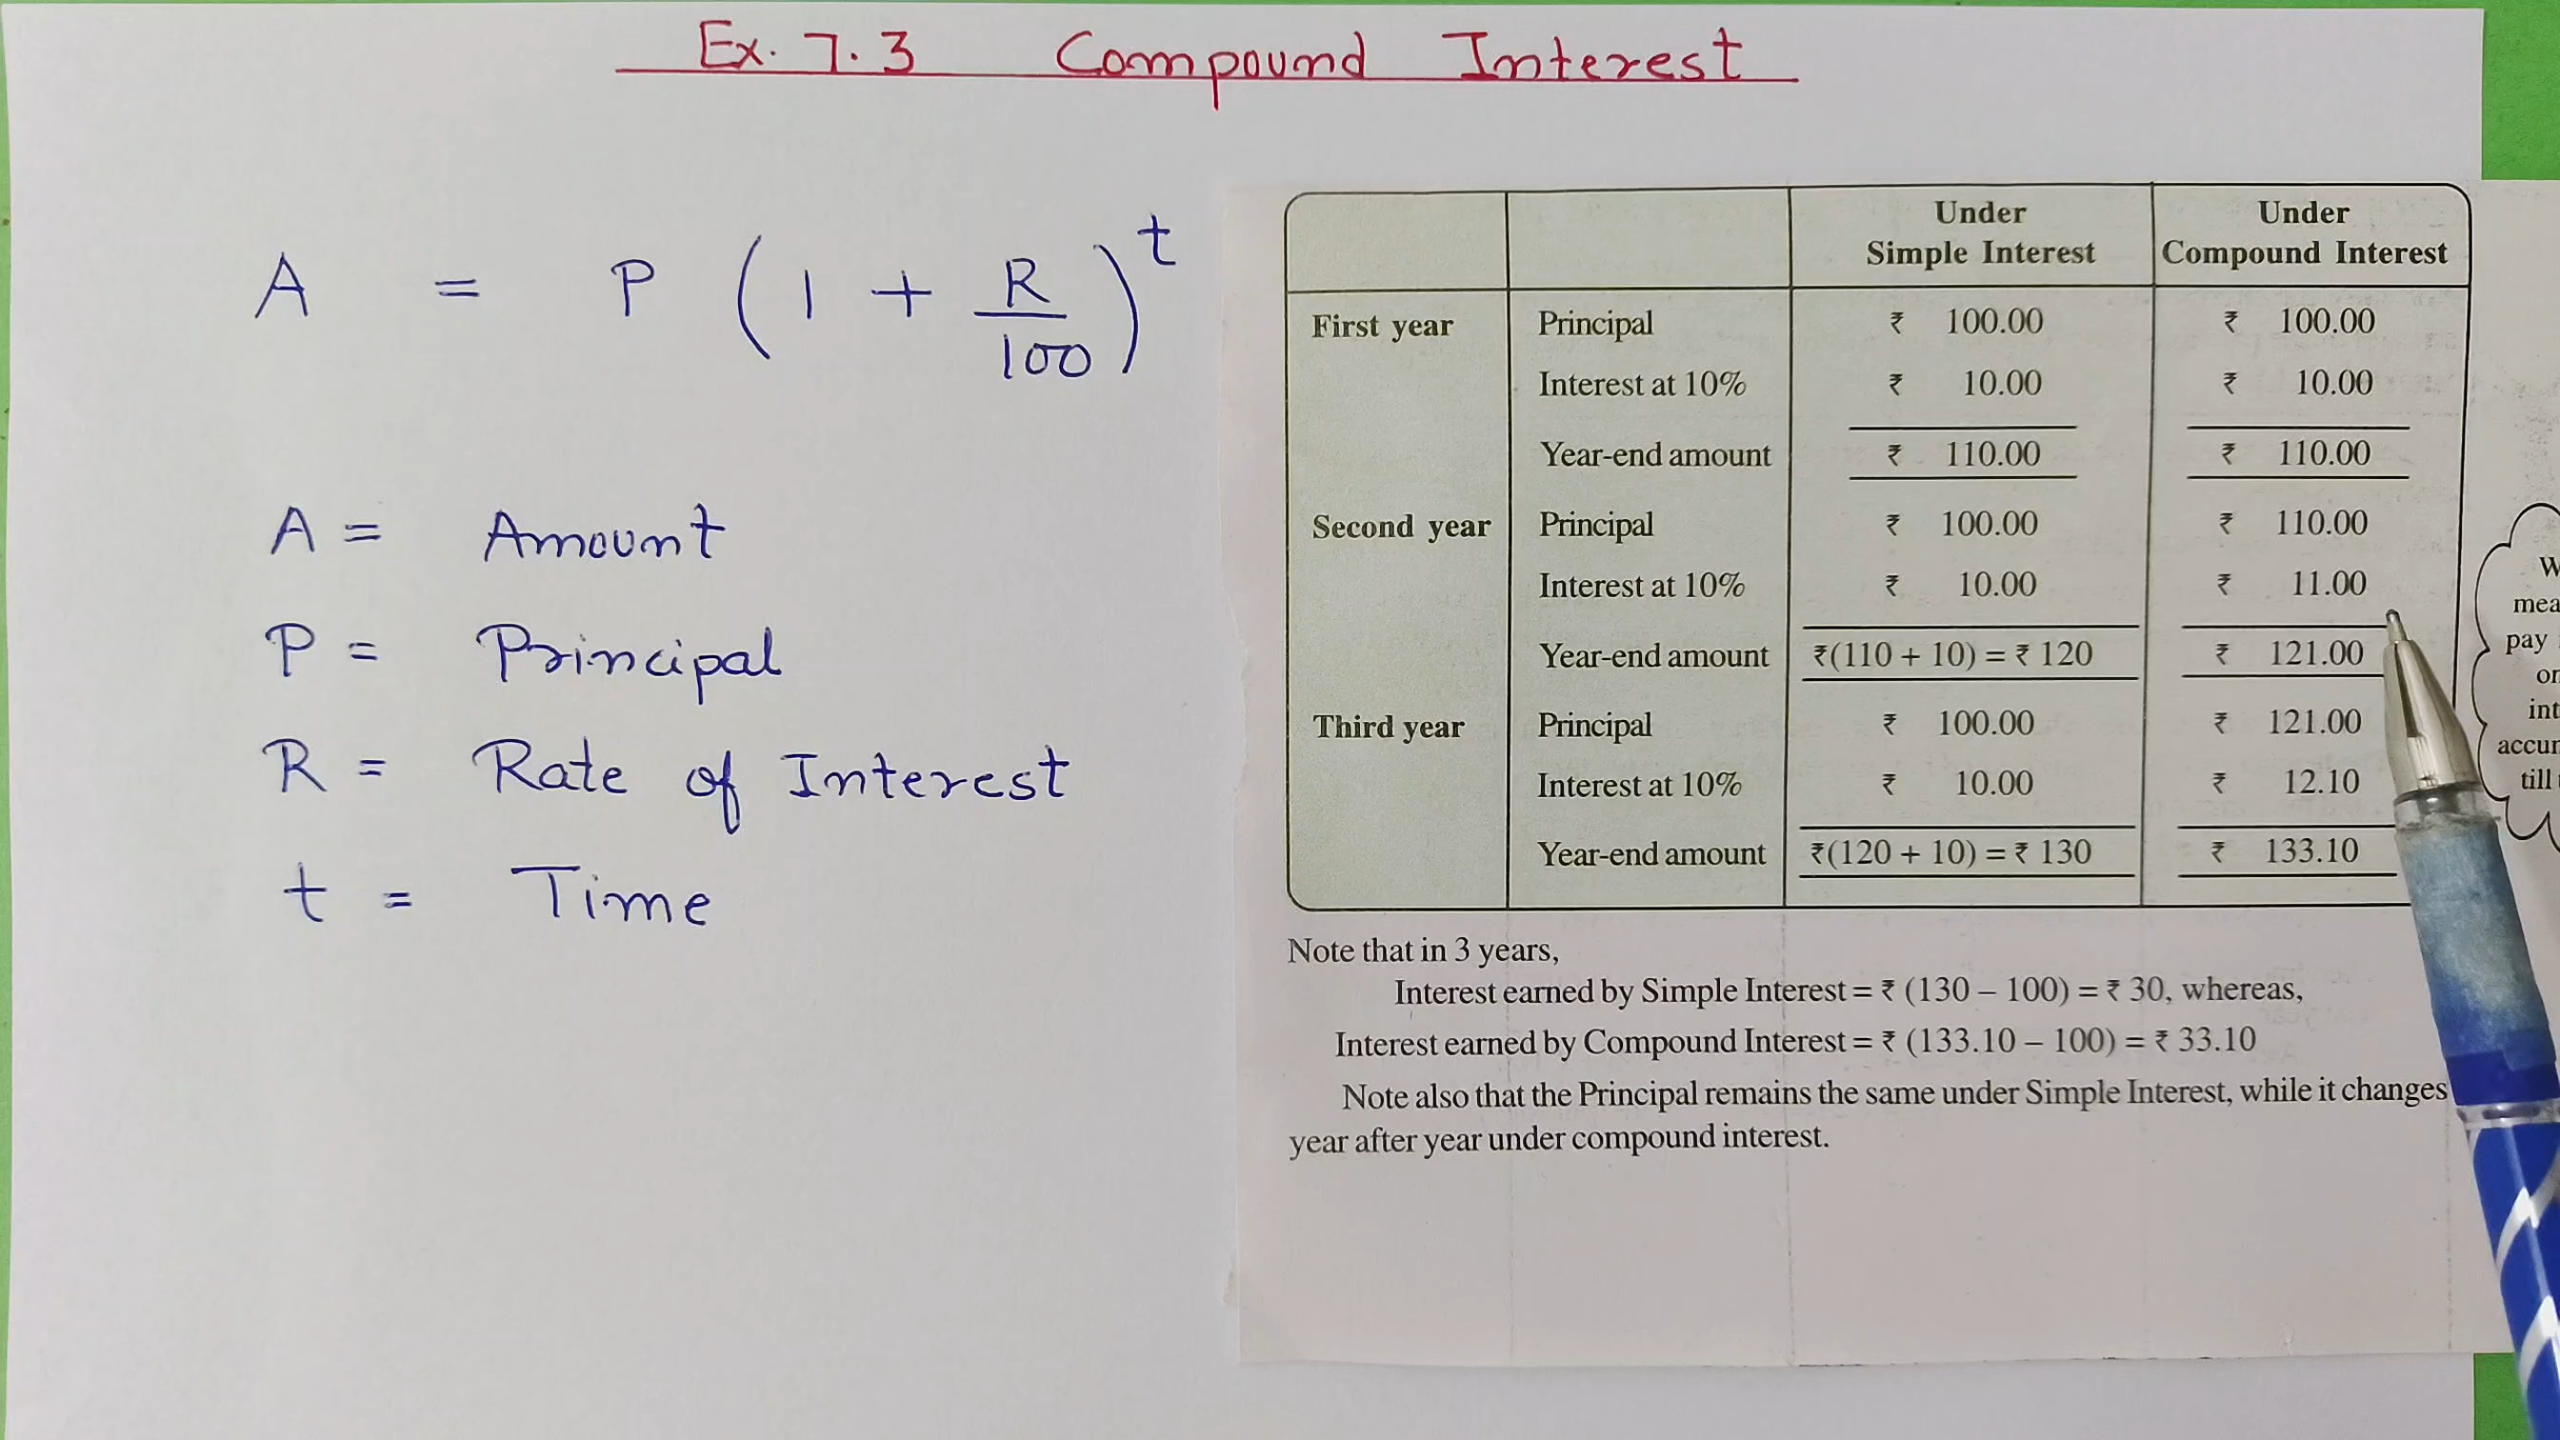 Ex. 7.3 Compound Interest
A = P ( 1 + R/100 )^t
A = Amount
P = Principal
R = Rate of Interest
t = Time
Under Simple Interest Under Compound Interest
First year Principal ₹ 100.00 ₹ 100.00
Interest at 10% ₹ 10.00 ₹ 10.00
Year-end amount ₹ 110.00 ₹ 110.00
Second year Principal ₹ 100.00 ₹ 110.00
Interest at 10% ₹ 10.00 ₹ 11.00
Year-end amount ₹(110 + 10) = ₹ 120 ₹ 121.00
Third year Principal ₹ 100.00 ₹ 121.00
Interest at 10% ₹ 10.00 ₹ 12.10
Year-end amount ₹(120 + 10) = ₹ 130 ₹ 133.10
Note that in 3 years,
Interest earned by Simple Interest = ₹ (130 – 100) = ₹ 30, whereas,
Interest earned by Compound Interest = ₹ (133.10 – 100) = ₹ 33.10
Note also that the Principal remains the same under Simple Interest, while it changes
year after year under compound interest.
pay
till